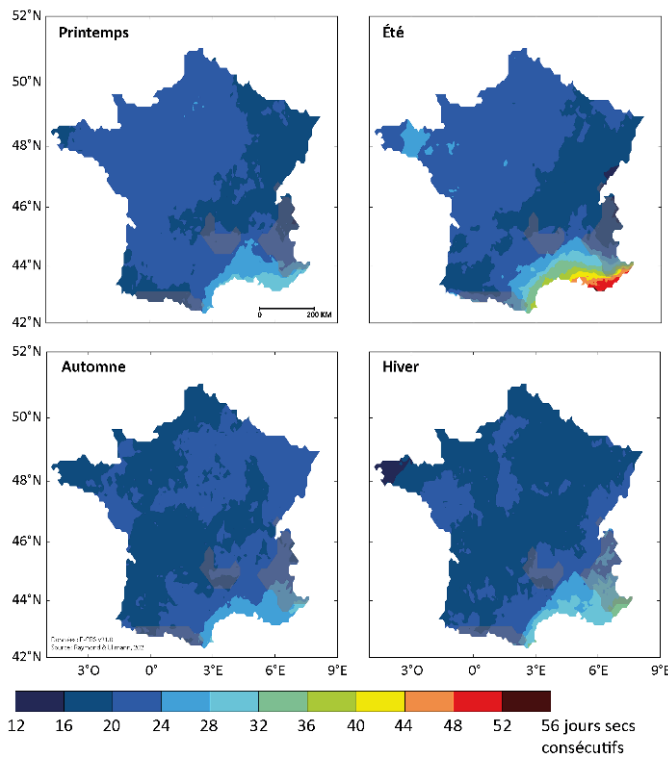 52°N
Printemps
Été
50°N
48°N
46°N
44°N
42°N
0 200 KM
52°N
Automne
Hiver
50°N
48°N
46°N
44°N
42°N
3°O 0° 3°E 6°E 9°E 3°O 0° 3°E 6°E 9°E
12 16 20 24 28 32 36 40 44 48 52 56 jours secs
consécutifs